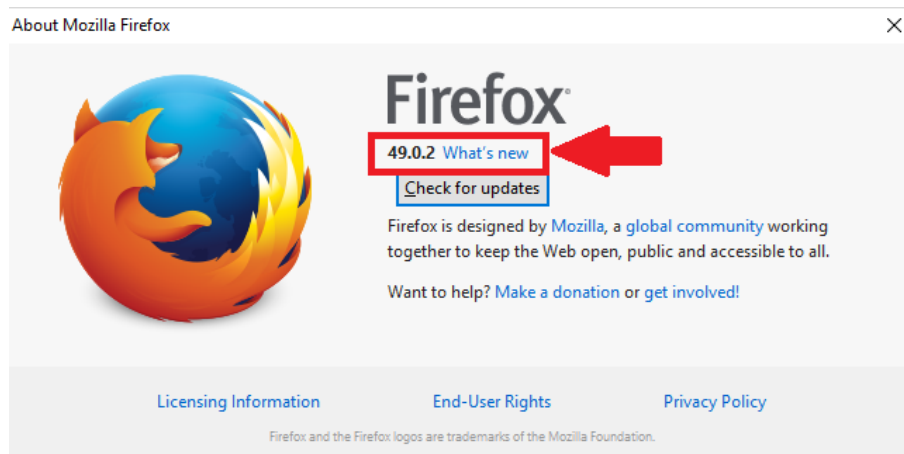 About Mozilla Firefox
Firefox
49.0.2 What's new
Check for updates
Firefox is designed by Mozilla, a global community working
together to keep the Web open, public and accessible to all.
Want to help? Make a donation or get involved!
Licensing Information End-User Rights Privacy Policy
Firefox and the Firefox logos are trademarks of the Mozilla Foundation.